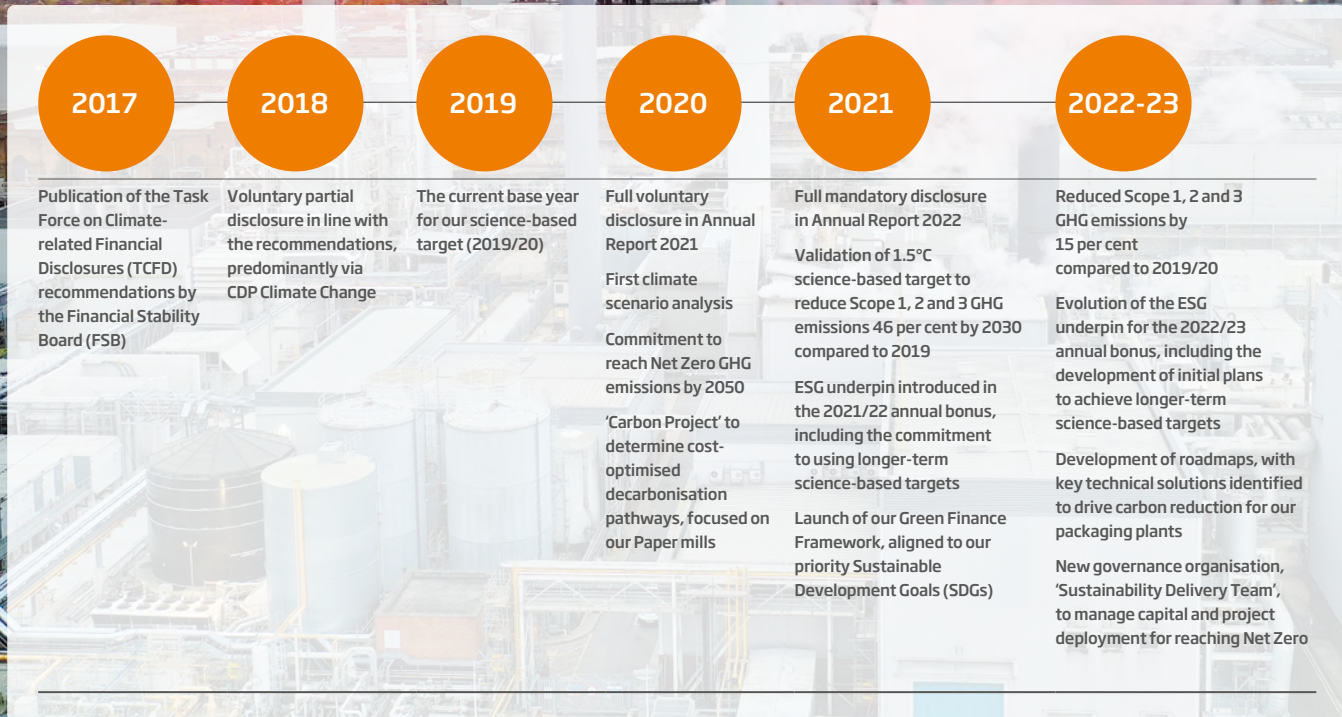 2017
Publication of the Task
Force on Climate-
related Financial
Disclosures (TCFD)
recommendations by
the Financial Stability
Board (FSB)
2018
Voluntary partial
disclosure in line with
the recommendations,
predominantly via
CDP Climate Change
2019
The current base year
for our science-based
target (2019/20)
2020
Full voluntary
disclosure in Annual
Report 2021
First climate
scenario analysis
Commitment to
reach Net Zero GHG
emissions by 2050
‘Carbon Project’ to
determine cost-
optimised
decarbonisation
pathways, focused on
our Paper mills
2021
Full mandatory disclosure
in Annual Report 2022
Validation of 1.5°C
science-based target to
reduce Scope 1, 2 and 3 GHG
emissions 46 per cent by 2030
compared to 2019
ESG underpin introduced in
the 2021/22 annual bonus,
including the commitment
to using longer-term
science-based targets
Launch of our Green Finance
Framework, aligned to our
priority Sustainable
Development Goals (SDGs)
2022-23
Reduced Scope 1, 2 and 3
GHG emissions by
15 per cent
compared to 2019/20
Evolution of the ESG
underpin for the 2022/23
annual bonus, including the
development of initial plans
to achieve longer-term
science-based targets
Development of roadmaps, with
key technical solutions identified
to drive carbon reduction for our
packaging plants
New governance organisation,
‘Sustainability Delivery Team’,
to manage capital and project
deployment for reaching Net Zero